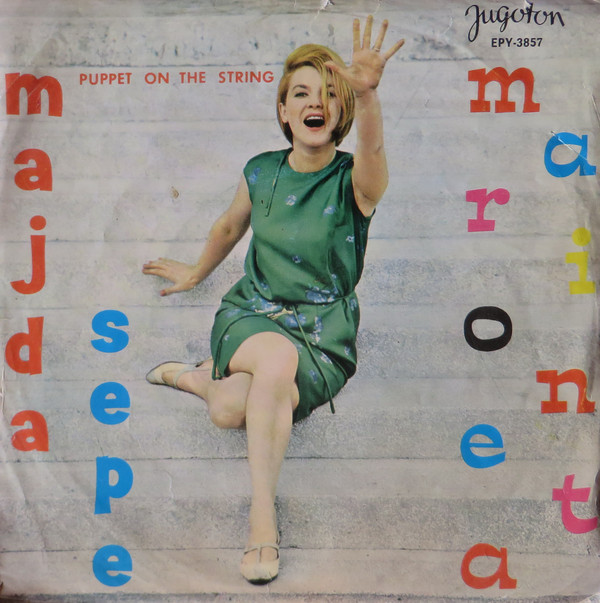 Jugoton
EPY-3857
PUPPET ON THE STRING
majda
sepe
marioneta